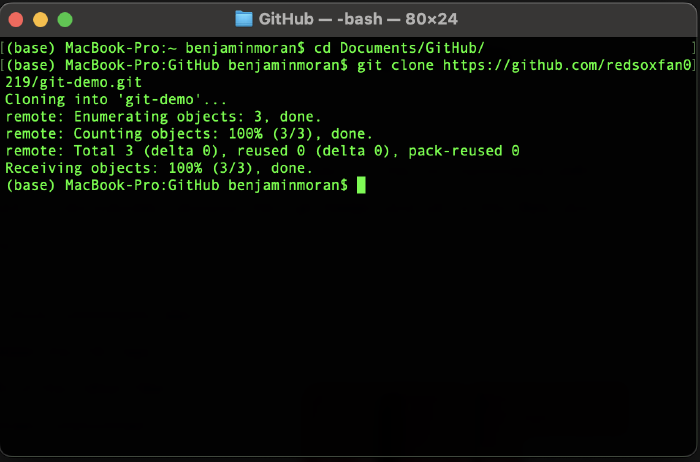 GitHub — -bash — 80×24
[(base) MacBook-Pro:~ benjaminmoran$ cd Documents/GitHub/ ]
[(base) MacBook-Pro:GitHub benjaminmoran$ git clone https://github.com/redsoxfan0]
219/git-demo.git
Cloning into 'git-demo'...
remote: Enumerating objects: 3, done.
remote: Counting objects: 100% (3/3), done.
remote: Total 3 (delta 0), reused 0 (delta 0), pack-reused 0
Receiving objects: 100% (3/3), done.
(base) MacBook-Pro:GitHub benjaminmoran$